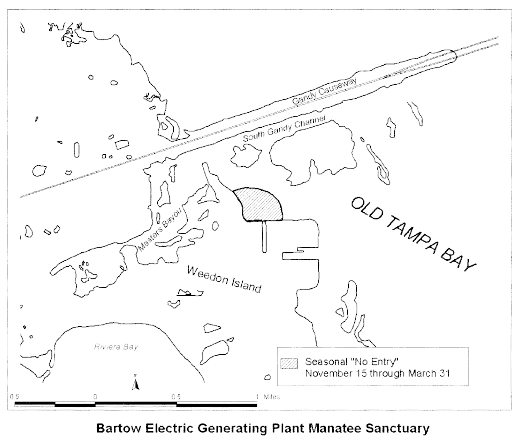 Gandy Causeway
South Gandy Channel
OLD TAMPA BAY
Masters Bayou
Weedon Island
Riviera Bay
Seasonal "No Entry"
November 15 through March 31
0.5 0 0.5 1 Miles
Bartow Electric Generating Plant Manatee Sanctuary